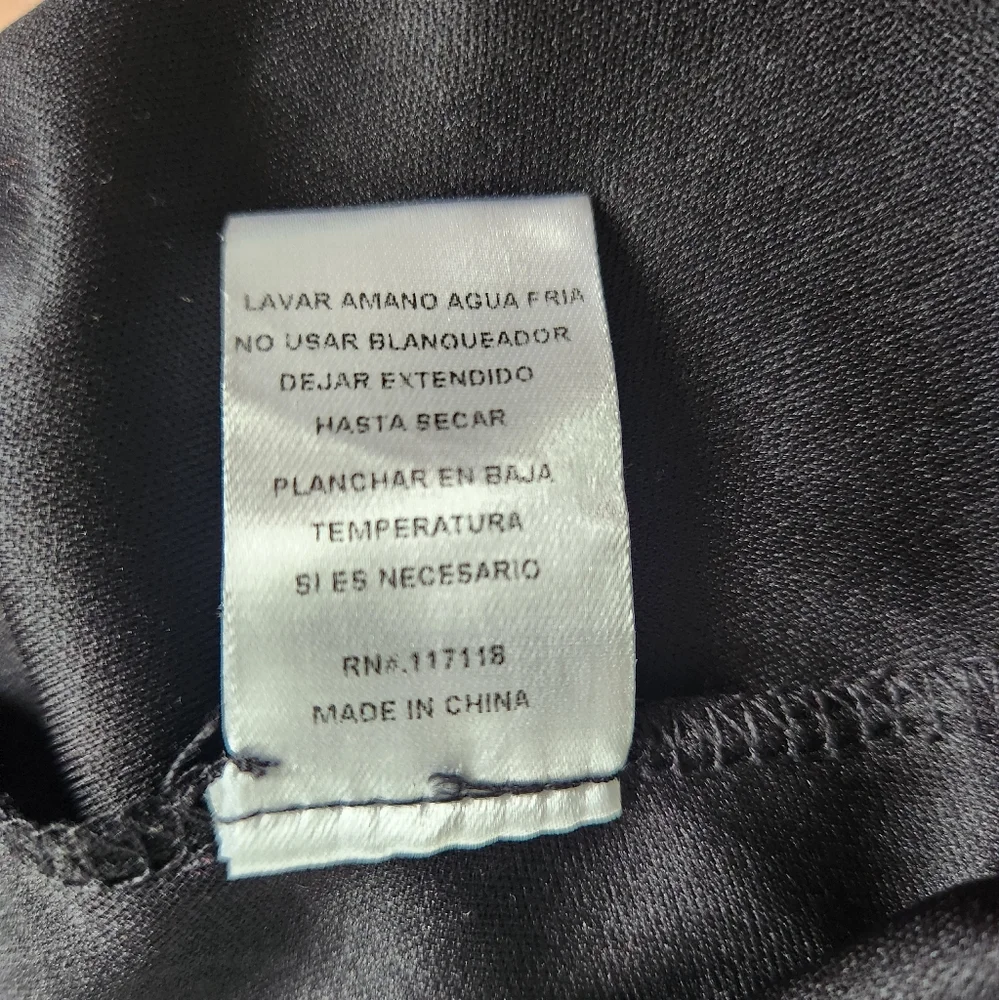 LAVAR AMANO AGUA FRIA
NO USAR BLANQUEADOR
DEJAR EXTENDIDO
HASTA SECAR
PLANCHAR EN BAJA
TEMPERATURA
SI ES NECESARIO
RN#.117118
MADE IN CHINA